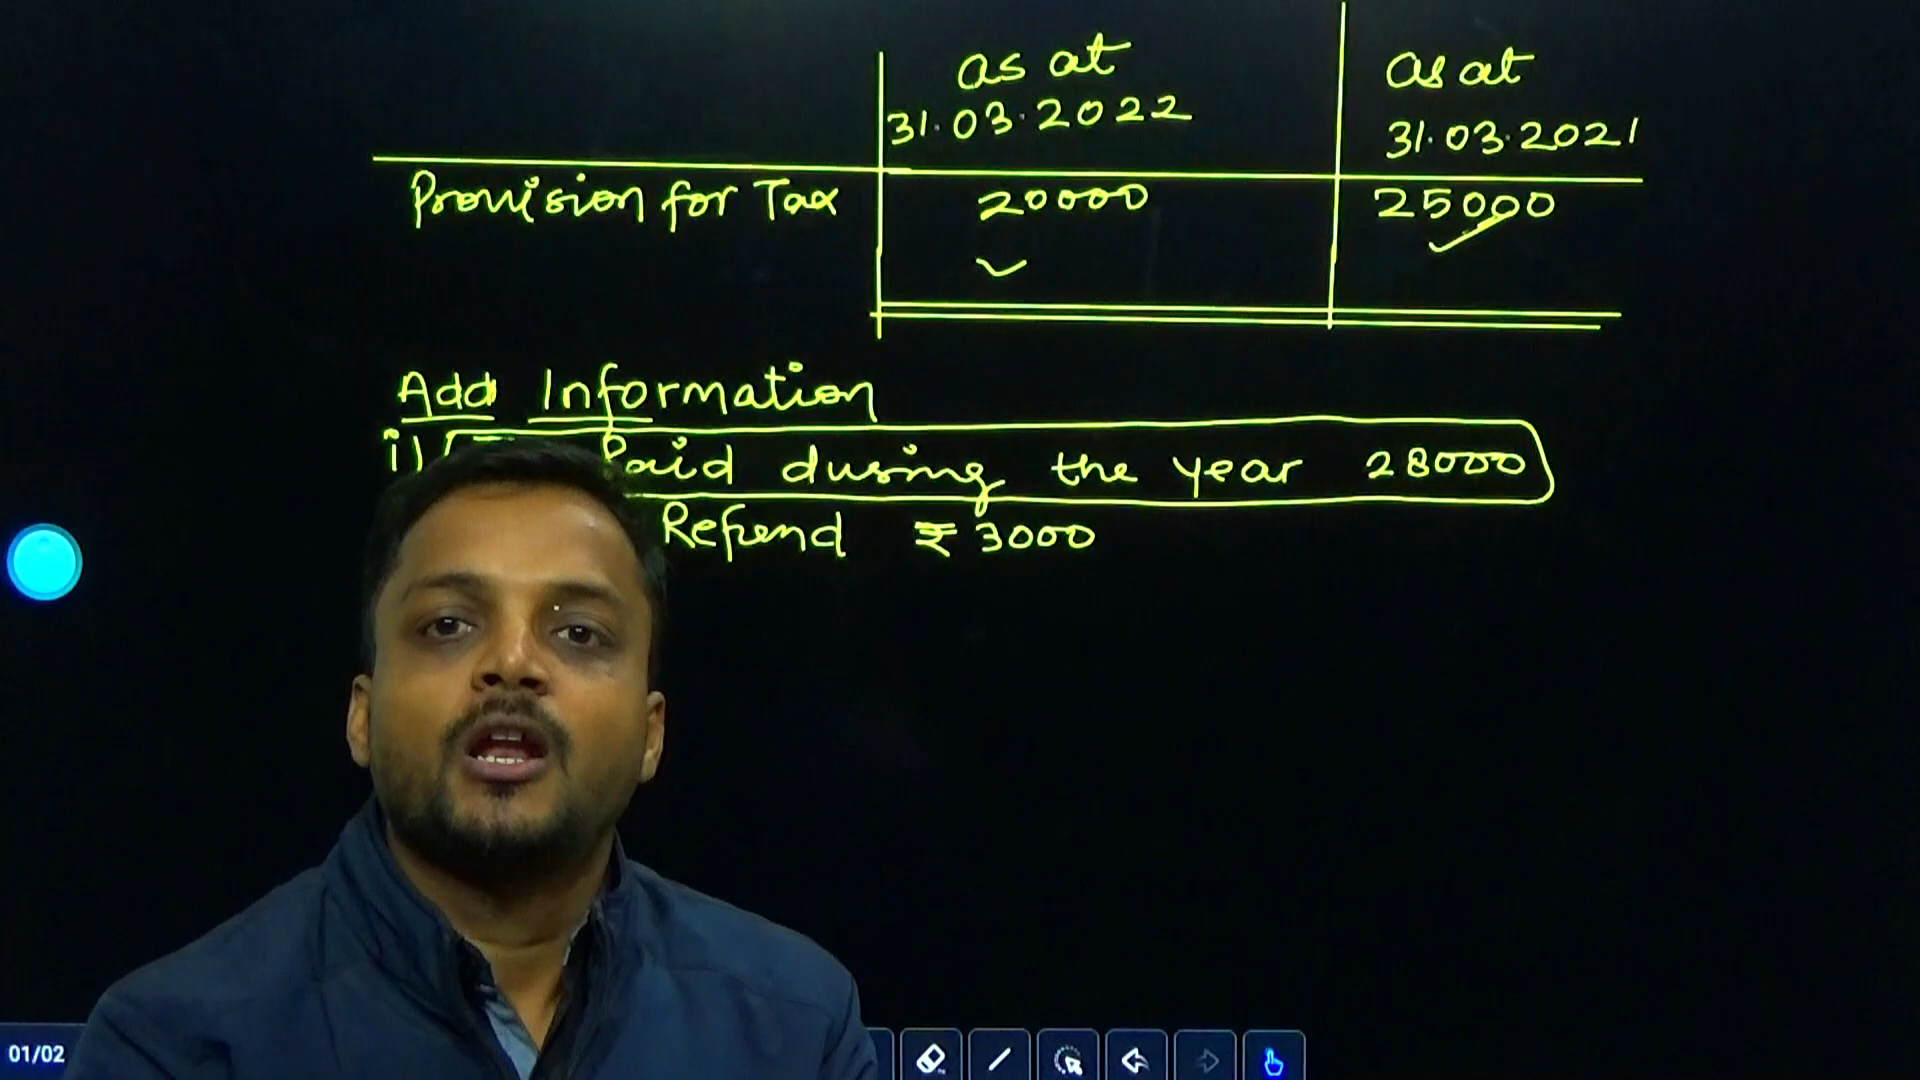 as at as at
31.03.2022 31.03.2021
Provision for Tax 20000 25000
Add Information
i) Paid during the year 28000
Refund ₹ 3000
01/02